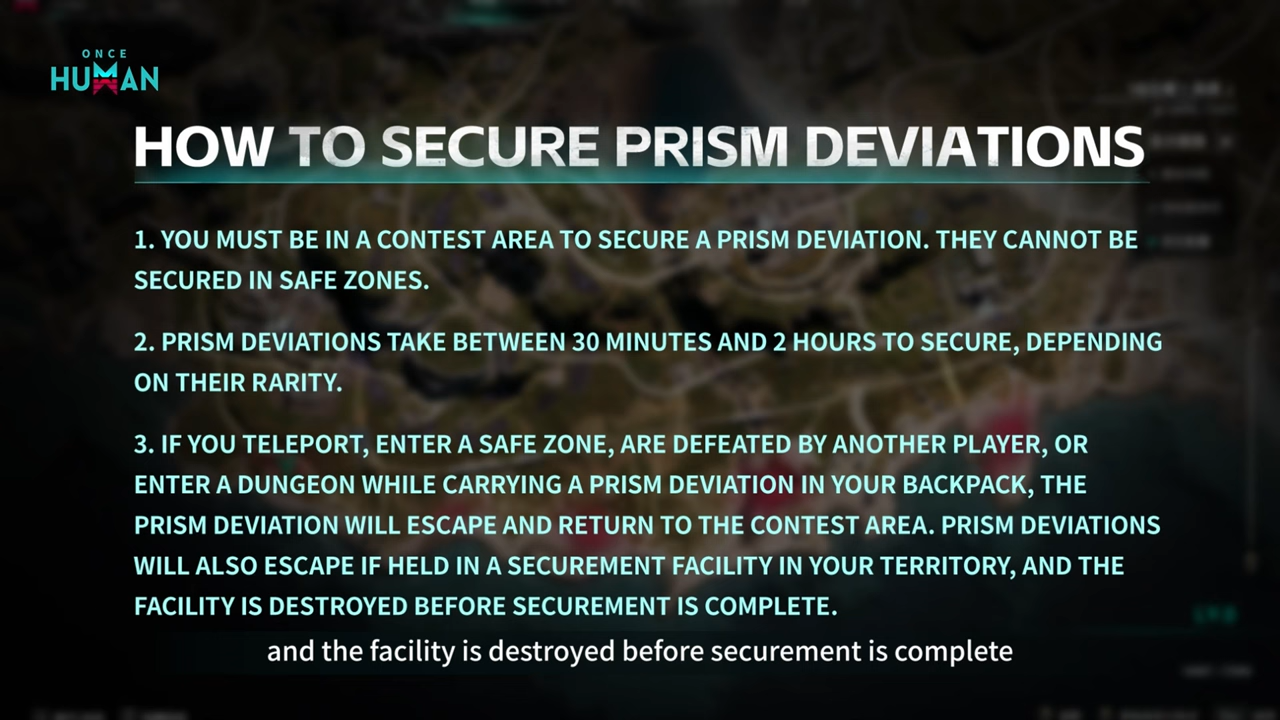 ONCE
HUMAN
HOW TO SECURE PRISM DEVIATIONS
1. YOU MUST BE IN A CONTEST AREA TO SECURE A PRISM DEVIATION. THEY CANNOT BE
SECURED IN SAFE ZONES.
2. PRISM DEVIATIONS TAKE BETWEEN 30 MINUTES AND 2 HOURS TO SECURE, DEPENDING
ON THEIR RARITY.
3. IF YOU TELEPORT, ENTER A SAFE ZONE, ARE DEFEATED BY ANOTHER PLAYER, OR
ENTER A DUNGEON WHILE CARRYING A PRISM DEVIATION IN YOUR BACKPACK, THE
PRISM DEVIATION WILL ESCAPE AND RETURN TO THE CONTEST AREA. PRISM DEVIATIONS
WILL ALSO ESCAPE IF HELD IN A SECUREMENT FACILITY IN YOUR TERRITORY, AND THE
FACILITY IS DESTROYED BEFORE SECUREMENT IS COMPLETE.
and the facility is destroyed before securement is complete